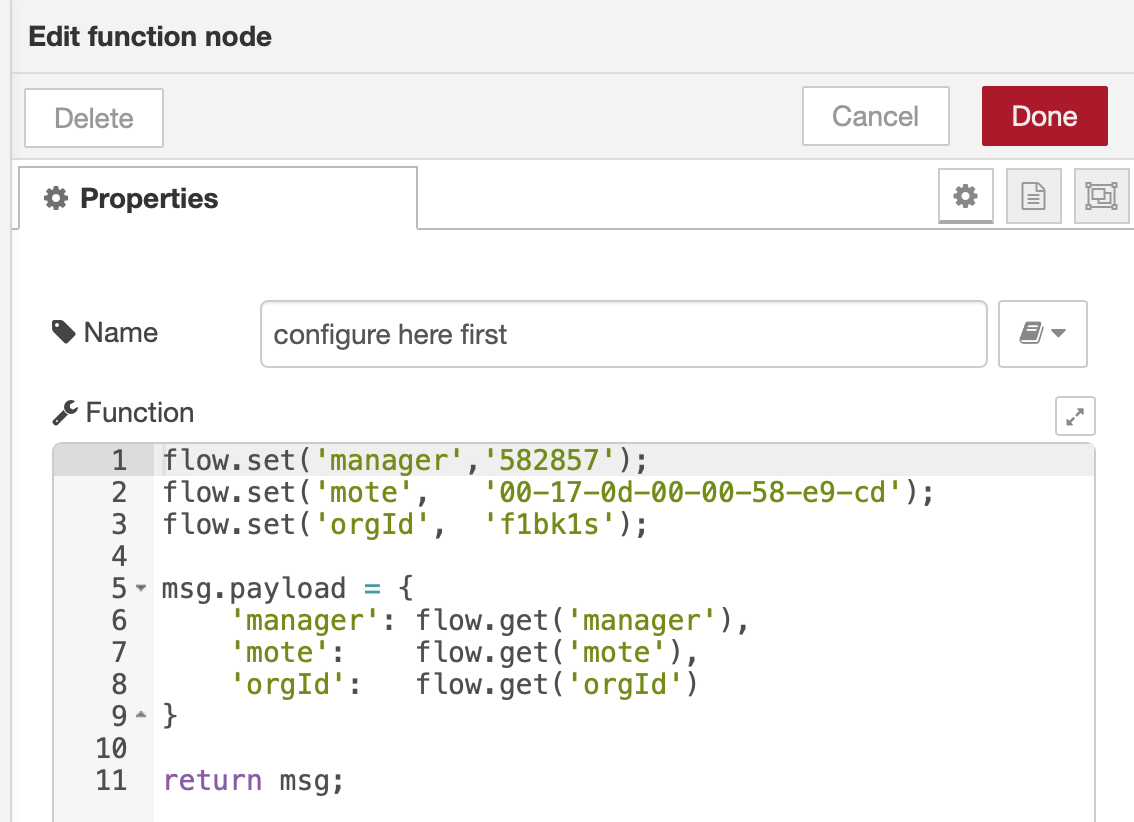 Edit function node
Delete
Cancel
Done
Properties
Name
configure here first
Function
1 flow.set('manager','582857');
2 flow.set('mote',   '00-17-0d-00-00-58-e9-cd');
3 flow.set('orgId',  'f1bk1s');
4
5 msg.payload = {
6     'manager': flow.get('manager'),
7     'mote':    flow.get('mote'),
8     'orgId':   flow.get('orgId')
9 }
10
11 return msg;